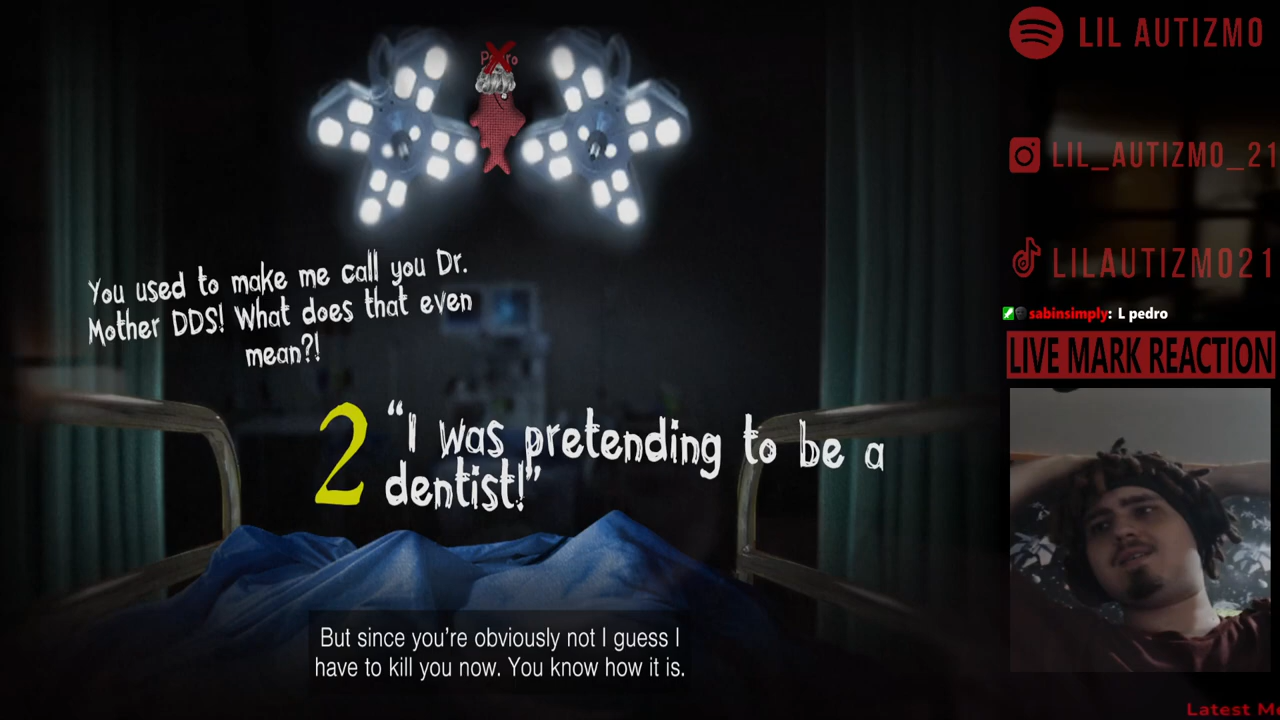 LIL AUTIZMO
Pedro
LIL_AUTIZMO_21
LILAUTIZMO21
You used to make me call you Dr.
Mother DDS! What does that even
mean?!
sabinsimply: L pedro
LIVE MARK REACTION
2 “I was pretending to be a
dentist!”
But since you're obviously not I guess I
have to kill you now. You know how it is.
Latest